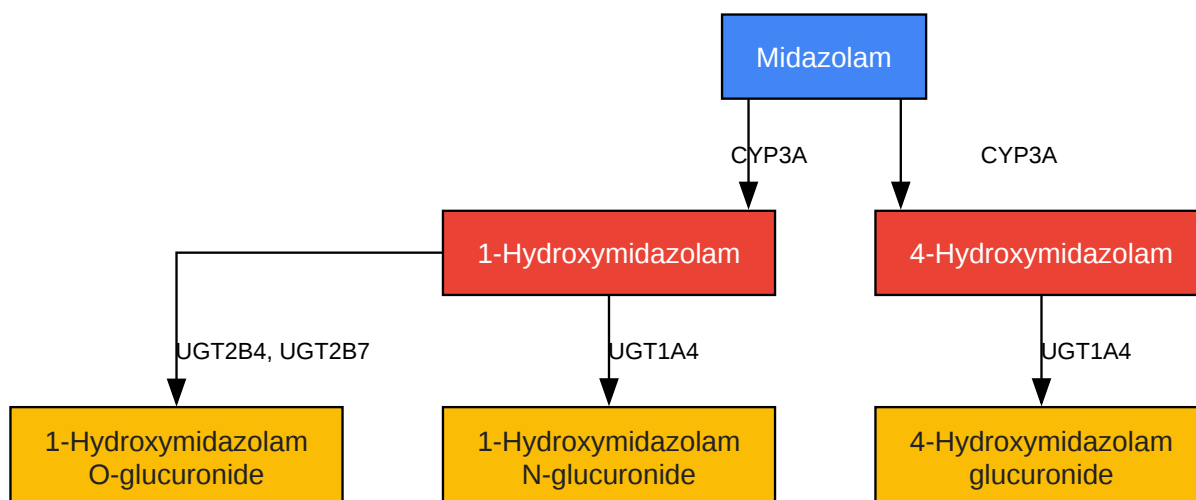 Midazolam
CYP3A
CYP3A
1-Hydroxymidazolam
4-Hydroxymidazolam
UGT2B4, UGT2B7
UGT1A4
UGT1A4
1-Hydroxymidazolam
O-glucuronide
1-Hydroxymidazolam
N-glucuronide
4-Hydroxymidazolam
glucuronide